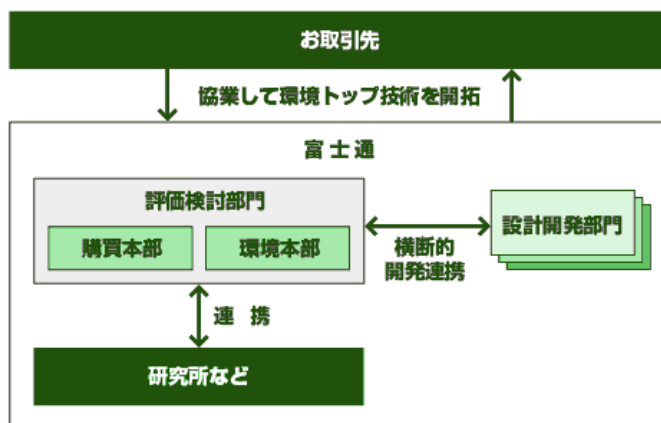 お取引先
協業して環境トップ技術を開拓
富士通
評価検討部門
購買本部
環境本部
設計開発部門
横断的
開発連携
連携
研究所など